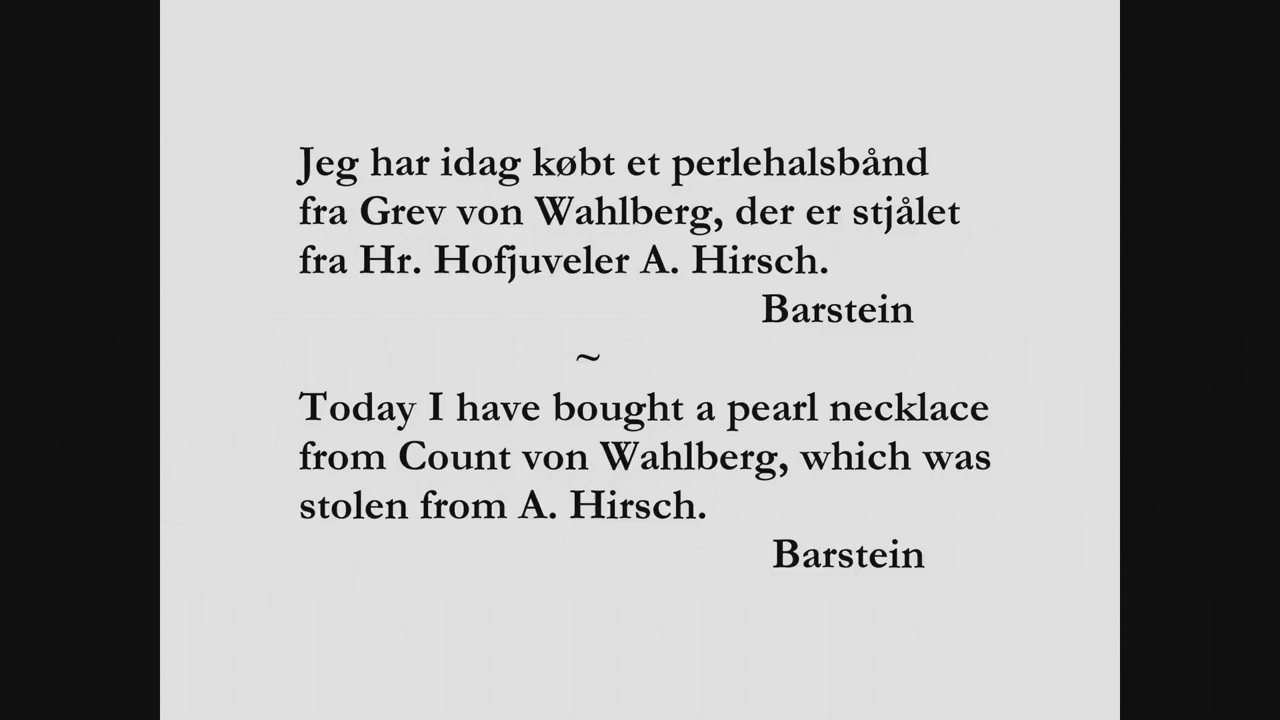 Jeg har idag købt et perlehalsbånd
fra Grev von Wahlberg, der er stjålet
fra Hr. Hofjuveler A. Hirsch.
Barstein
~
Today I have bought a pearl necklace
from Count von Wahlberg, which was
stolen from A. Hirsch.
Barstein